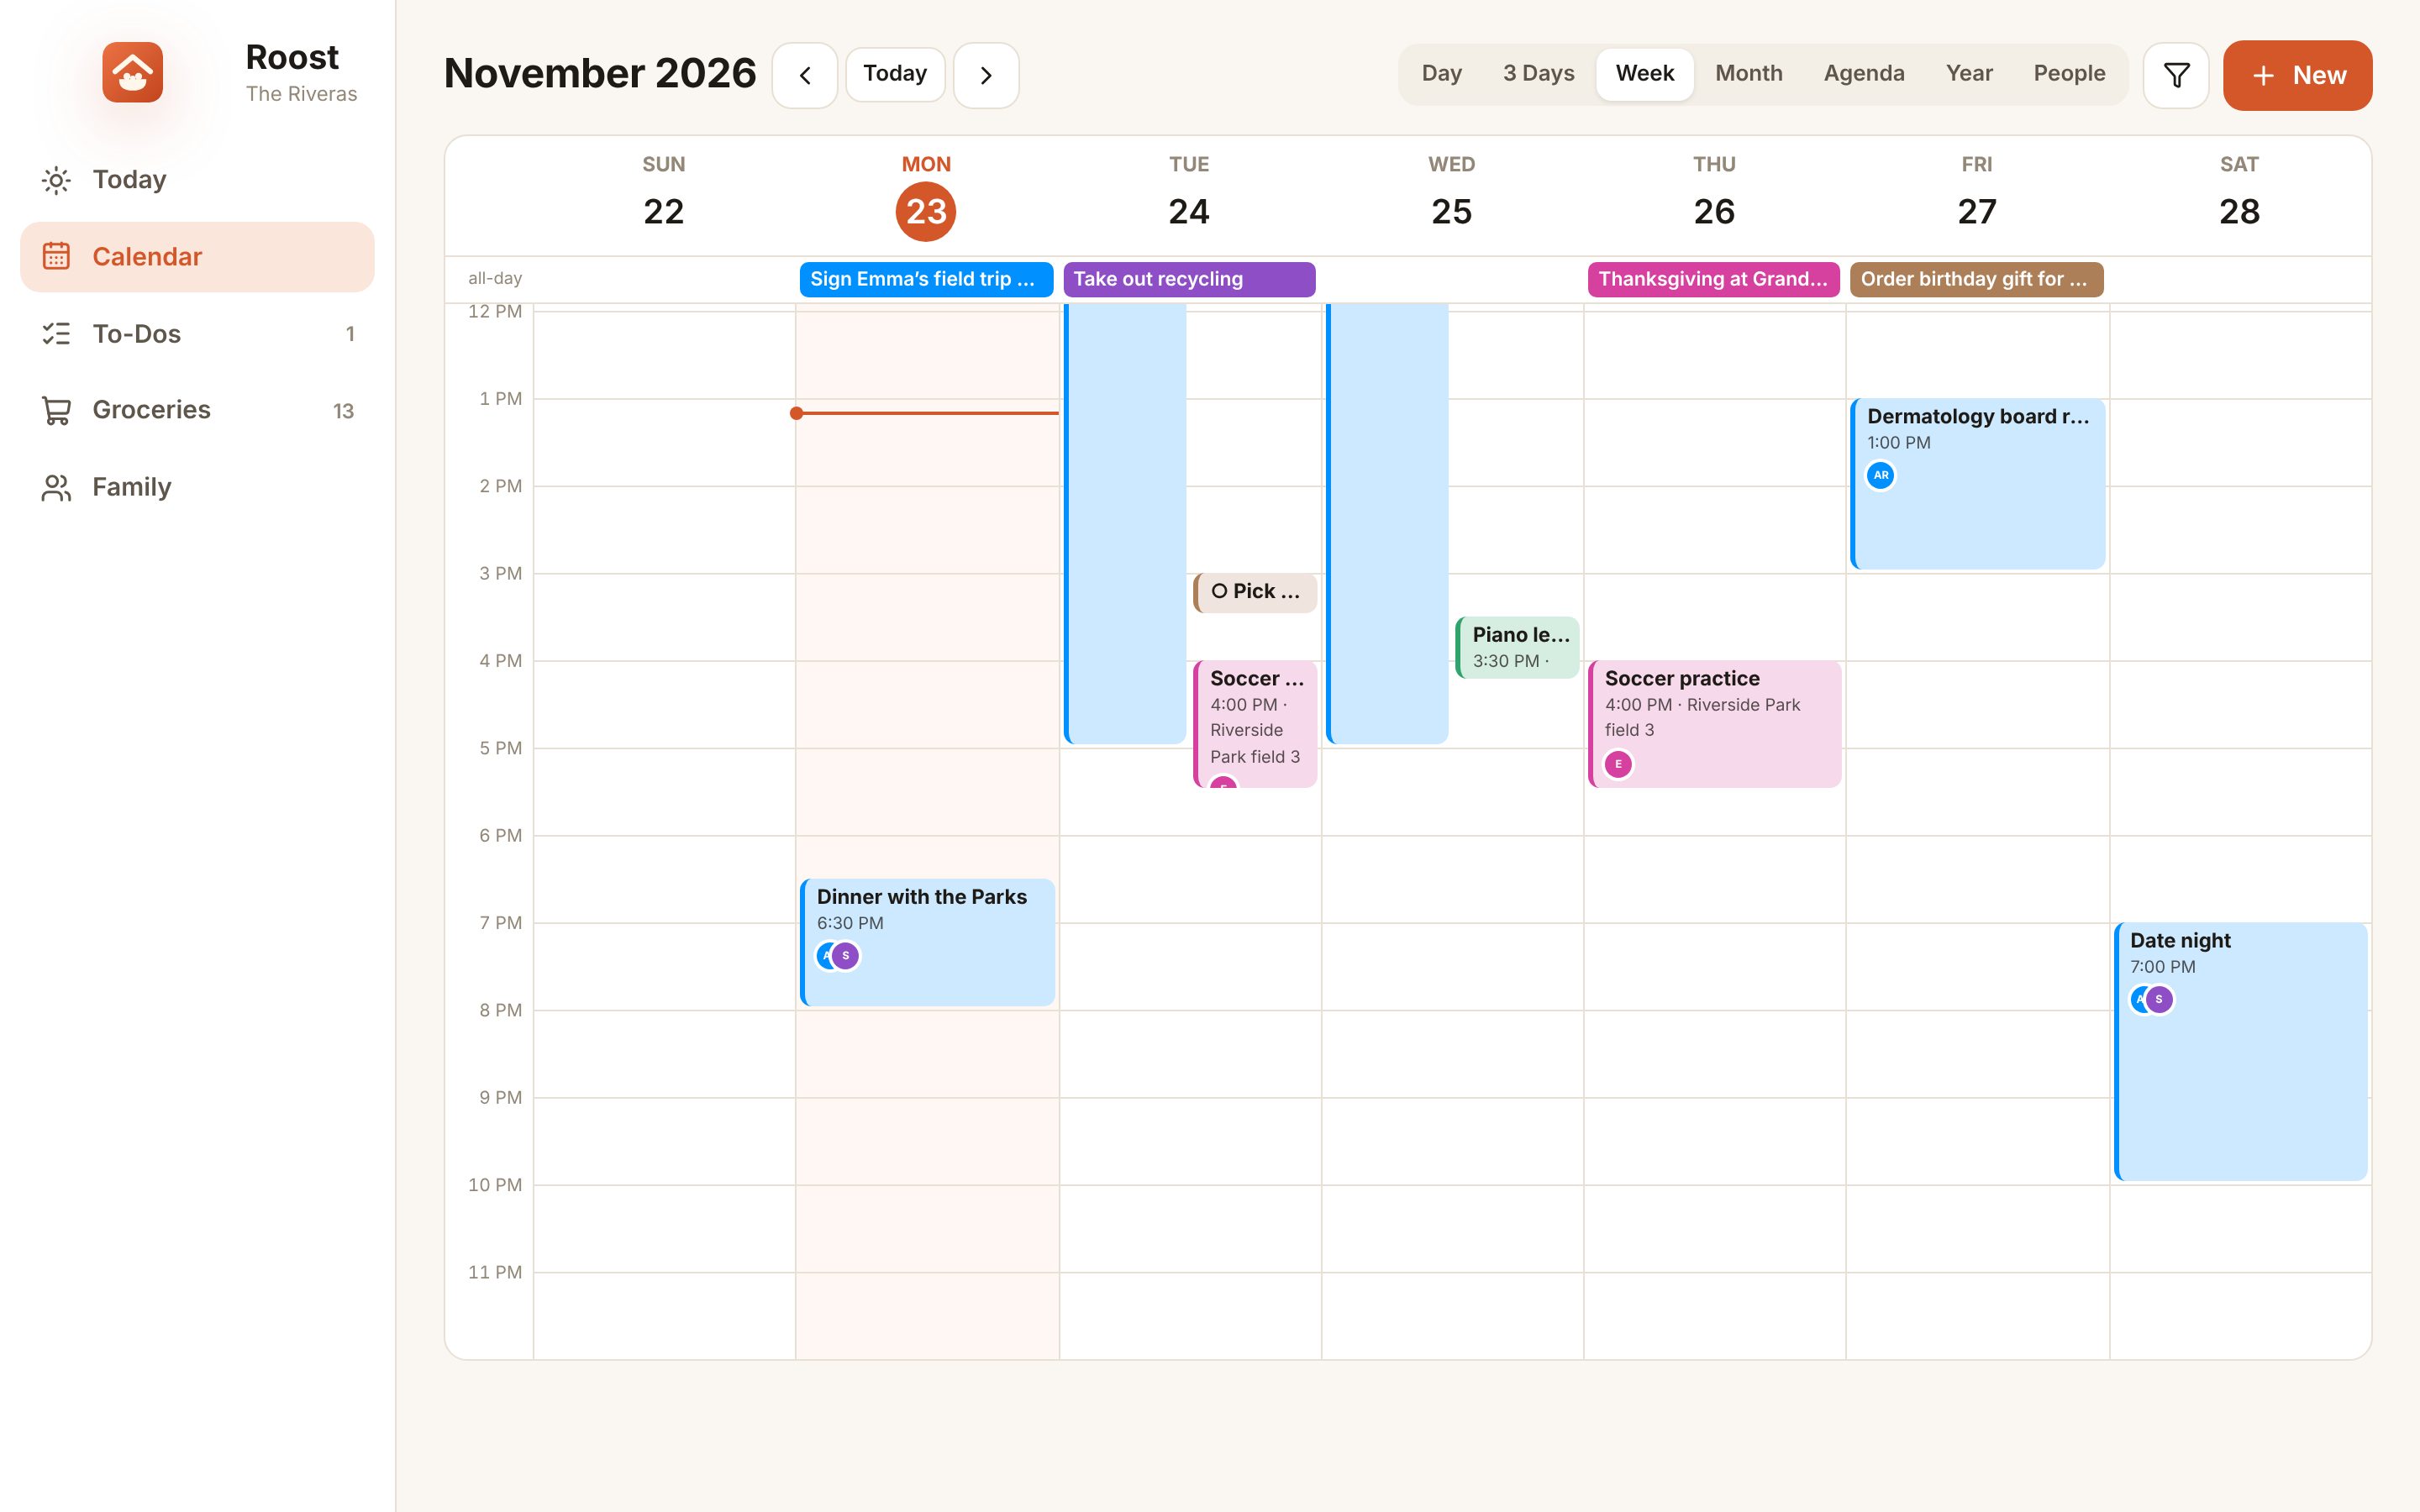 Roost
The Riveras
Today
Calendar
To-Dos 1
Groceries 13
Family
November 2026
Today
Day 3 Days Week Month Agenda Year People
+ New
SUN MON TUE WED THU FRI SAT
22 23 24 25 26 27 28
all-day
Sign Emma’s field trip ...
Take out recycling
Thanksgiving at Grand...
Order birthday gift for ...
12 PM
1 PM
2 PM
3 PM
4 PM
5 PM
6 PM
7 PM
8 PM
9 PM
10 PM
11 PM
Dinner with the Parks
6:30 PM
S
Pick ...
Soccer ...
4:00 PM ·
Riverside
Park field 3
Piano le...
3:30 PM ·
Soccer practice
4:00 PM · Riverside Park
field 3
E
Dermatology board r...
1:00 PM
AR
Date night
7:00 PM
S